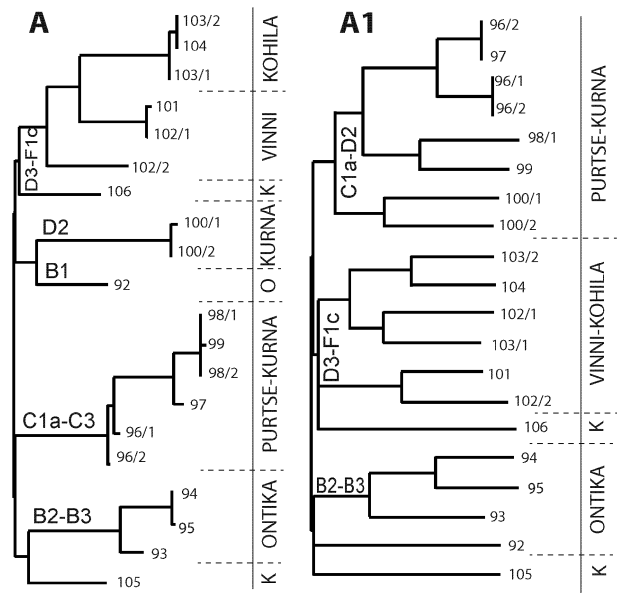 A
103/2
104
103/1
101
102/1
102/2
106
D3-F1c
D2
100/1
100/2
B1
92
98/1
99
98/2
97
C1a-C3
96/1
96/2
B2-B3
94
95
93
105
KOHILA
VINNI
K
KURNA
O
PURTSE-KURNA
ONTIKA
K
A1
96/2
97
96/1
96/2
98/1
99
C1a-D2
100/1
100/2
103/2
104
102/1
103/1
D3-F1c
101
102/2
106
94
95
B2-B3
93
92
105
PURTSE-KURNA
VINNI-KOHILA
K
ONTIKA
K